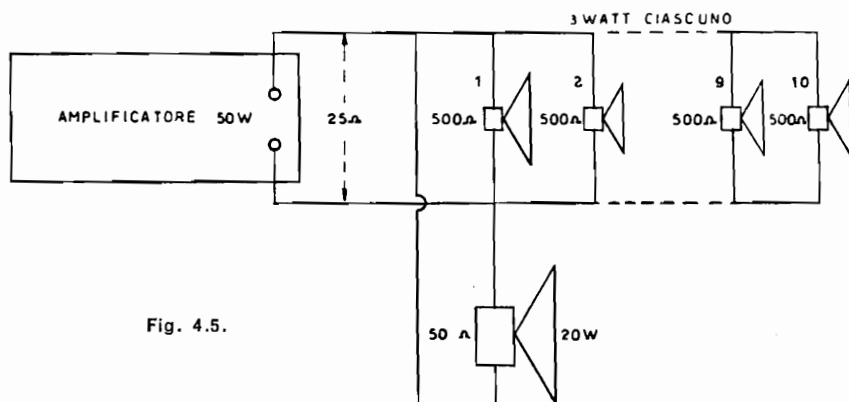 3 WATT CIASCUNO
AMPLIFICATORE 50W
25Ω
1
2
9
10
500Ω
500Ω
500Ω
500Ω
50 Ω
20W
Fig. 4.5.